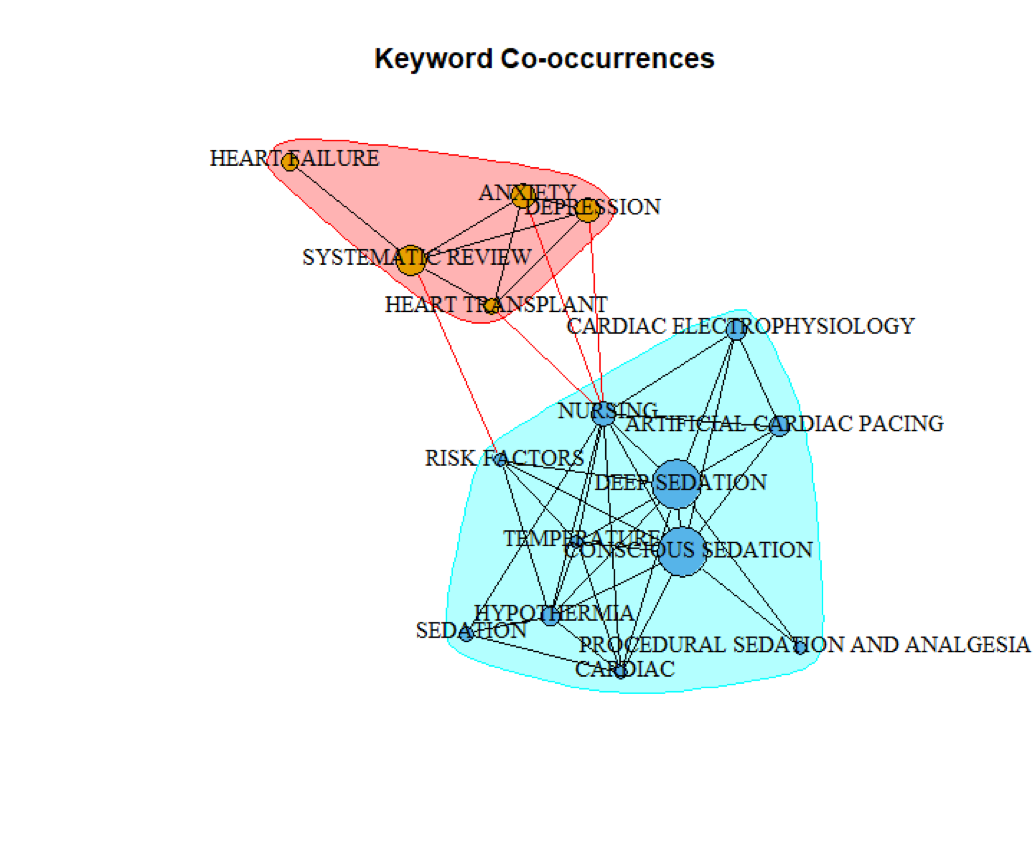 Keyword Co-occurrences
HEART FAILURE
ANXIETY
DEPRESSION
SYSTEMATIC REVIEW
HEART TRANSPLANT
CARDIAC ELECTROPHYSIOLOGY
NURSING
ARTIFICIAL CARDIAC PACING
RISK FACTORS
DEEP SEDATION
TEMPERATURE
CONSCIOUS SEDATION
HYPOTHERMIA
SEDATION
PROCEDURAL SEDATION AND ANALGESIA
CARDIAC